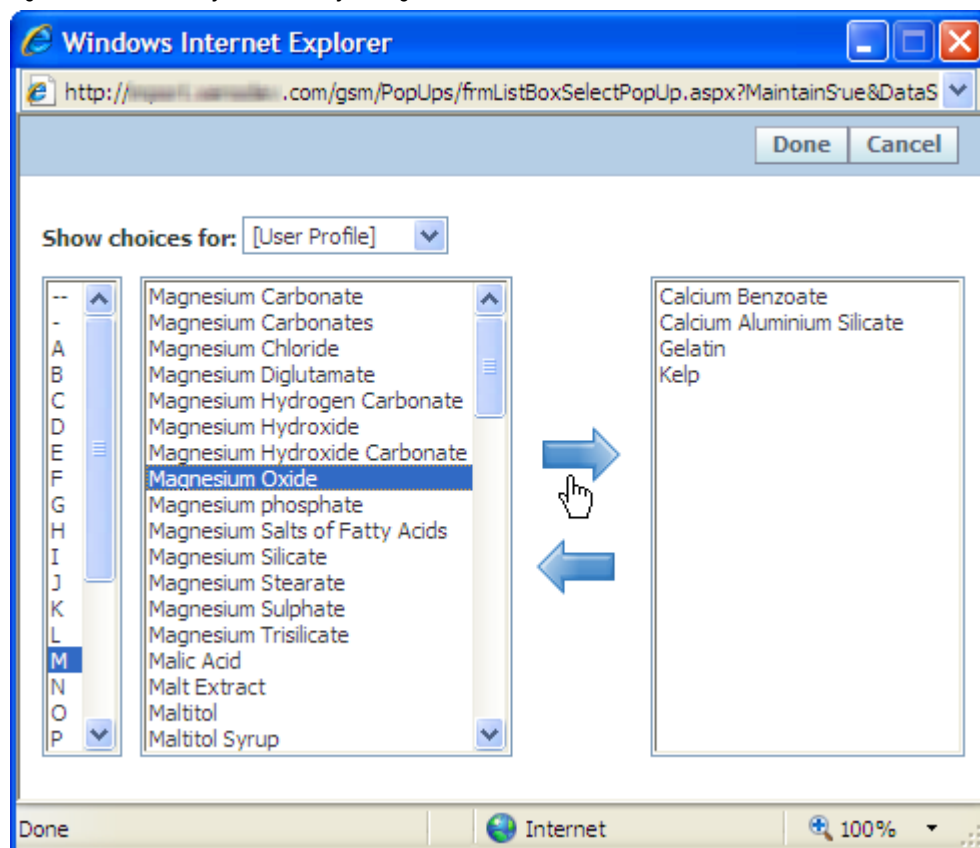 Windows Internet Explorer
http:// .com/gsm/PopUps/frmListBoxSelectPopUp.aspx?MaintainS'ue&DataS
Done Cancel
Show choices for: [User Profile]
--
-
A
B
C
D
E
F
G
H
I
J
K
L
M
N
O
P
Magnesium Carbonate
Magnesium Carbonates
Magnesium Chloride
Magnesium Diglutamate
Magnesium Hydrogen Carbonate
Magnesium Hydroxide
Magnesium Hydroxide Carbonate
Magnesium Oxide
Magnesium phosphate
Magnesium Salts of Fatty Acids
Magnesium Silicate
Magnesium Stearate
Magnesium Sulphate
Magnesium Trisilicate
Malic Acid
Malt Extract
Maltitol
Maltitol Syrup
Calcium Benzoate
Calcium Aluminium Silicate
Gelatin
Kelp
Done Internet 100%